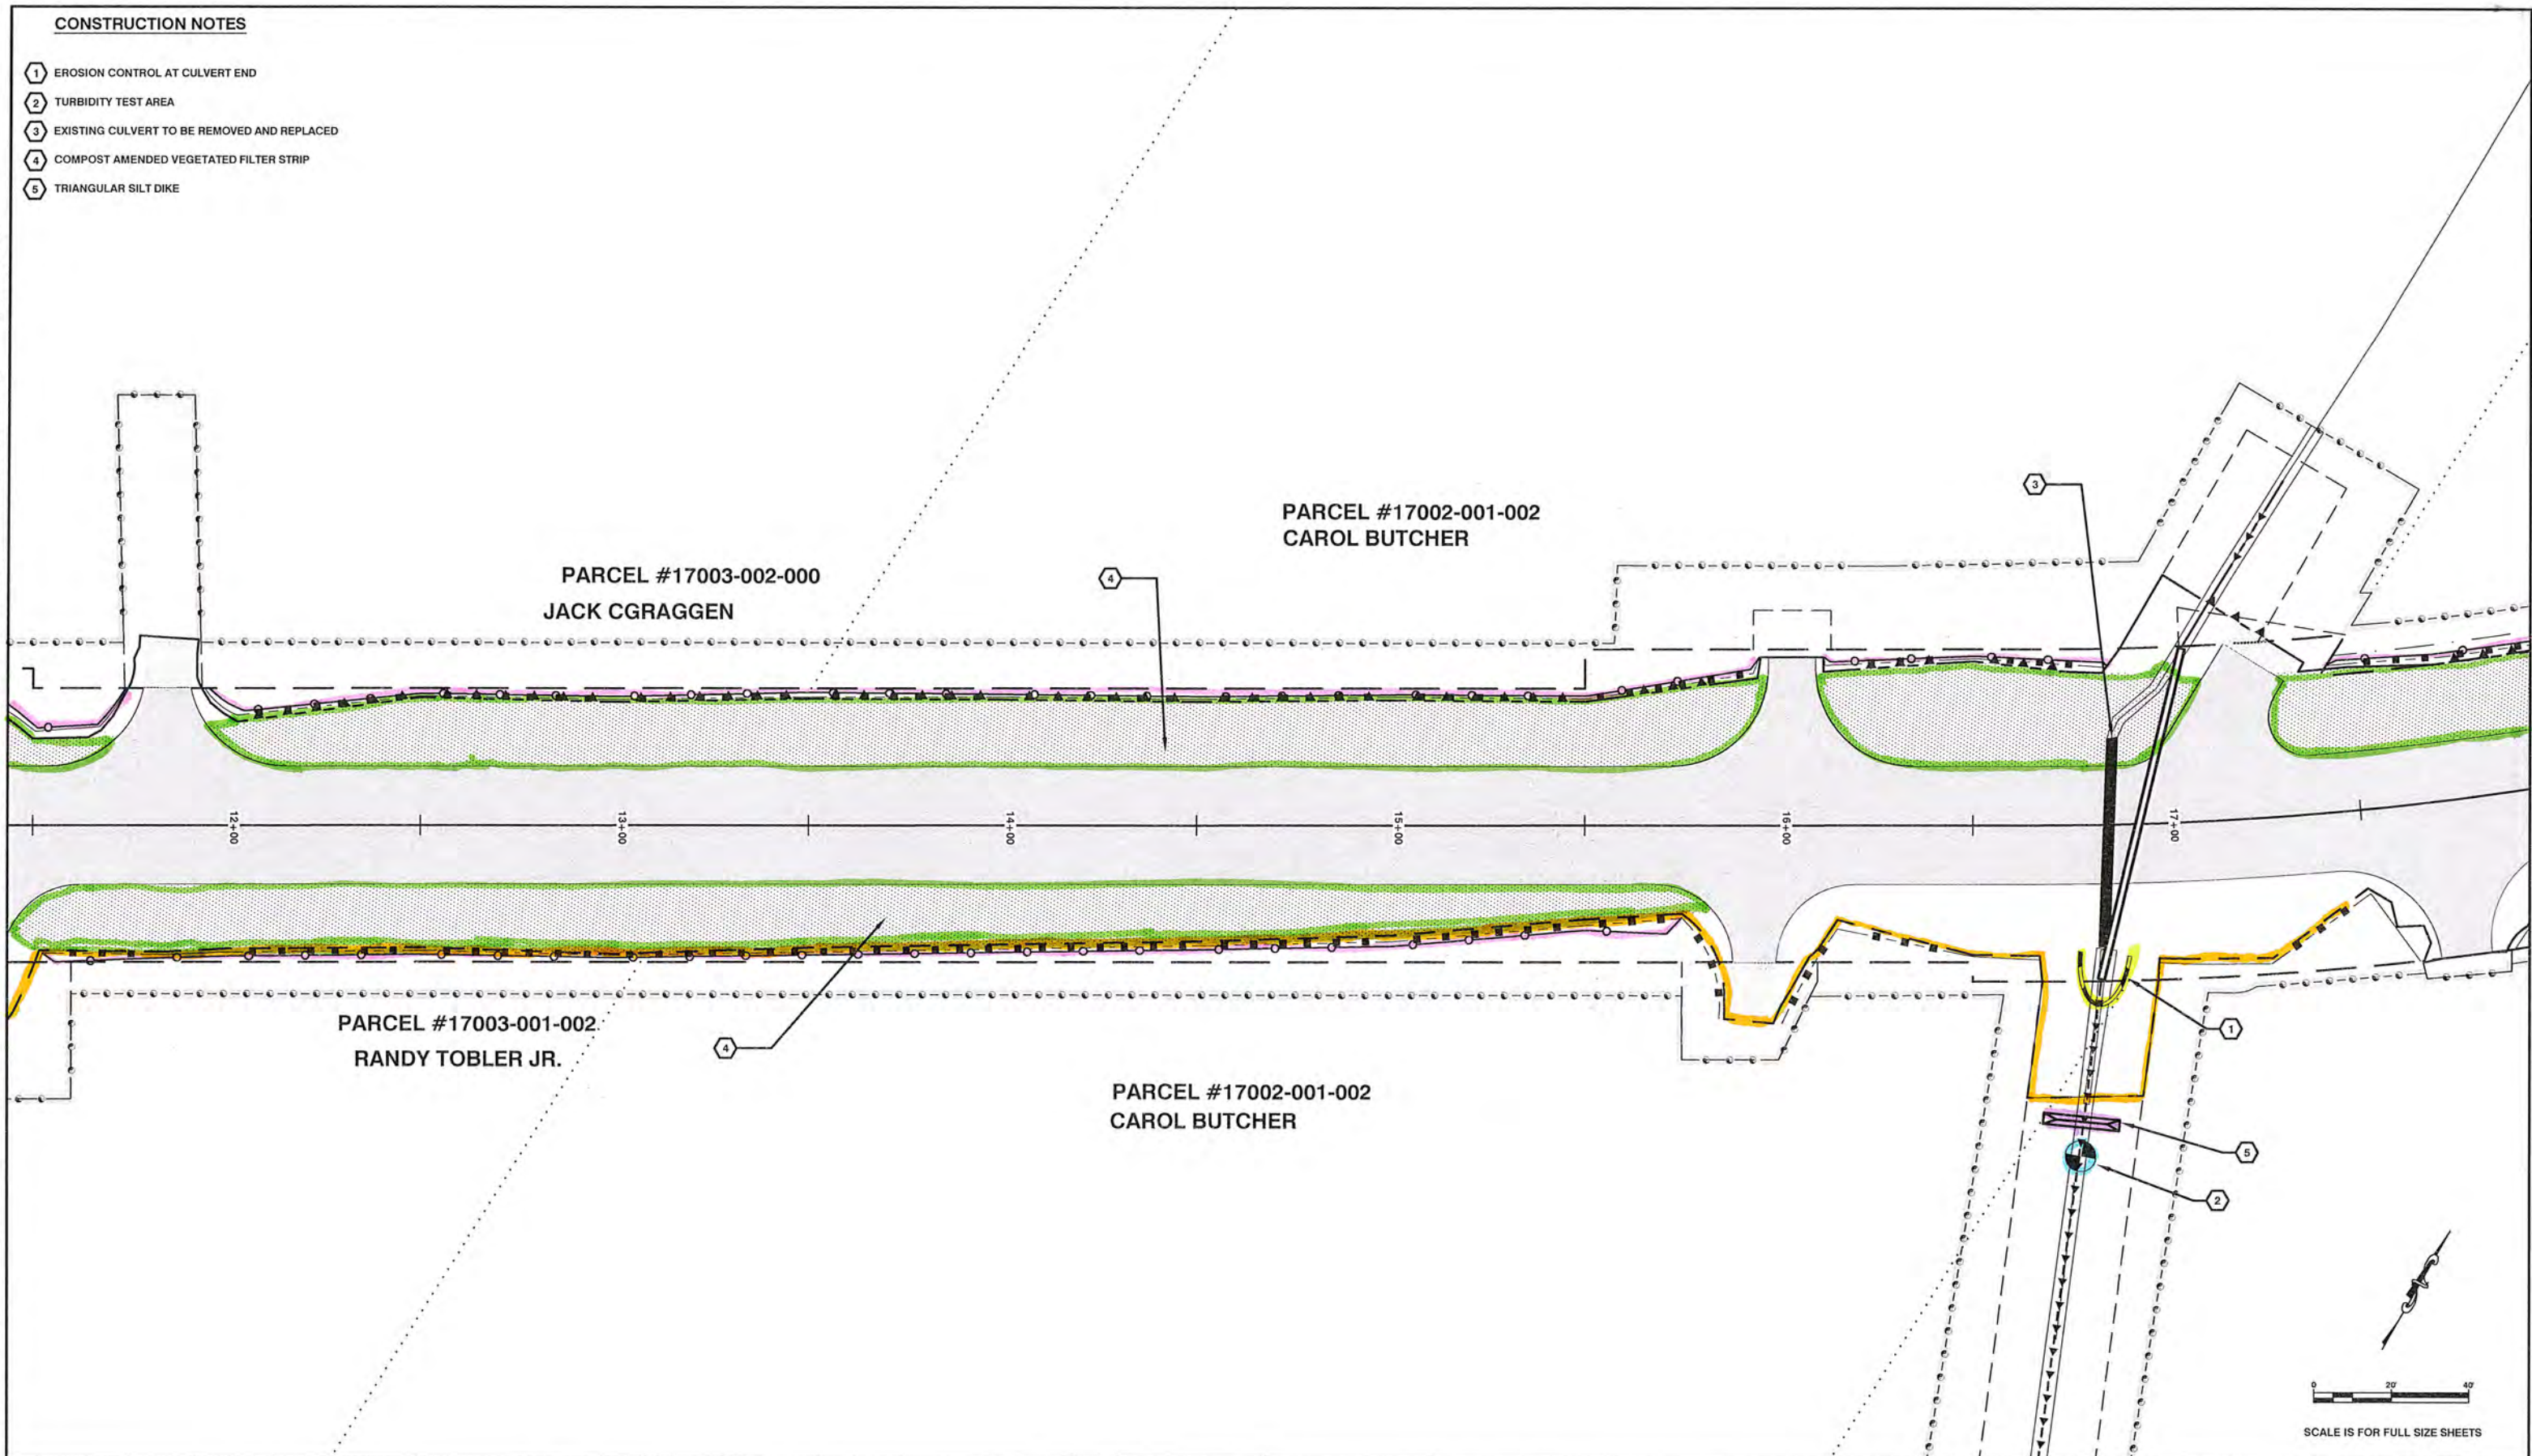 CONSTRUCTION NOTES
1 EROSION CONTROL AT CULVERT END
2 TURBIDITY TEST AREA
3 EXISTING CULVERT TO BE REMOVED AND REPLACED
4 COMPOST AMENDED VEGETATED FILTER STRIP
5 TRIANGULAR SILT DIKE
3
PARCEL #17002-001-002
CAROL BUTCHER
PARCEL #17003-002-000
JACK CGRAGGEN
4
12+00
13+00
14+00
15+00
16+00
17+00
PARCEL #17003-001-002
RANDY TOBLER JR.
4
1
PARCEL #17002-001-002
CAROL BUTCHER
5
2
0 20' 40'
SCALE IS FOR FULL SIZE SHEETS